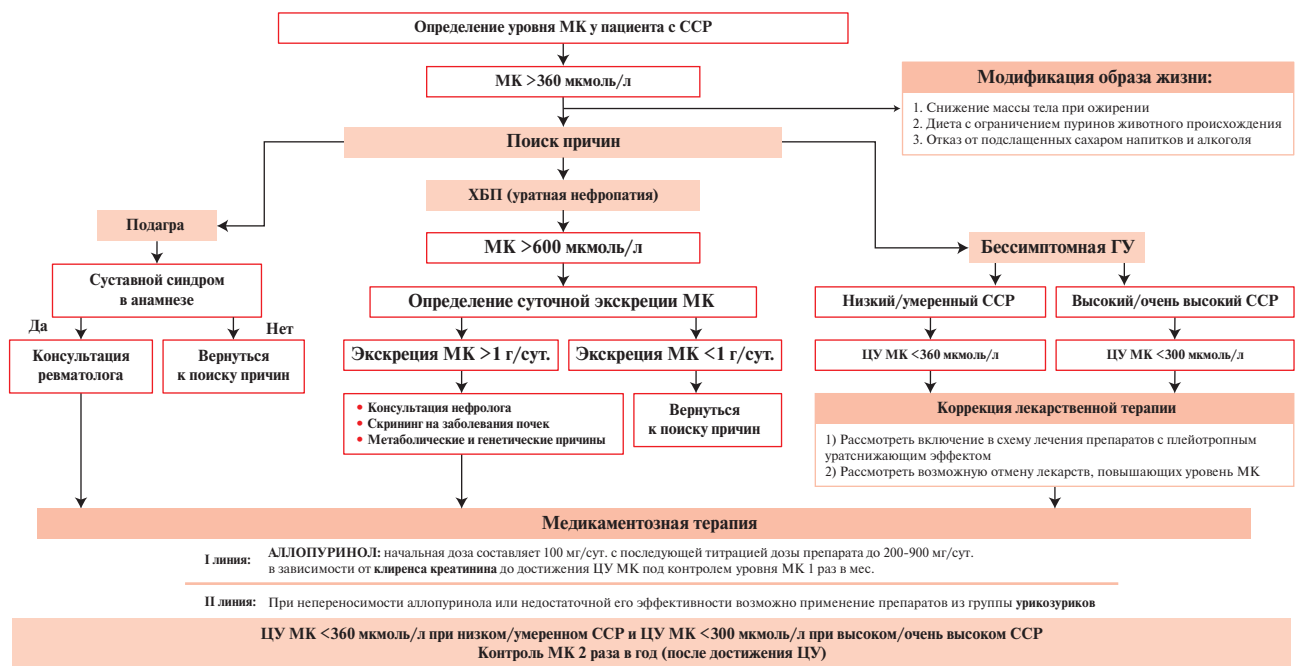 Определение уровня МК у пациента с ССР
МК >360 мкмоль/л
Модификация образа жизни:
1. Снижение массы тела при ожирении
2. Диета с ограничением пуринов животного происхождения
3. Отказ от подслащенных сахаром напитков и алкоголя
Поиск причин
Подагра
Суставной синдром
в анамнезе
Да
Нет
Консультация
ревматолога
Вернуться
к поиску причин
ХБП (уратная нефропатия)
МК >600 мкмоль/л
Определение суточной экскреции МК
Экскреция МК >1 г/сут.
Экскреция МК <1 г/сут.
• Консультация нефролога
• Скрининг на заболевания почек
• Метаболические и генетические причины
Вернуться
к поиску причин
Бессимптомная ГУ
Низкий/умеренный ССР
Высокий/очень высокий ССР
ЦУ МК <360 мкмоль/л
ЦУ МК <300 мкмоль/л
Коррекция лекарственной терапии
1) Рассмотреть включение в схему лечения препаратов с плейотропным
уратснижающим эффектом
2) Рассмотреть возможную отмену лекарств, повышающих уровень МК
Медикаментозная терапия
I линия: АЛЛОПУРИНОЛ: начальная доза составляет 100 мг/сут. с последующей титрацией дозы препарата до 200-900 мг/сут.
в зависимости от клиренса креатинина до достижения ЦУ МК под контролем уровня МК 1 раз в мес.
II линия: При непереносимости аллопуринола или недостаточной его эффективности возможно применение препаратов из группы урикозуриков
ЦУ МК <360 мкмоль/л при низком/умеренном ССР и ЦУ МК <300 мкмоль/л при высоком/очень высоком ССР
Контроль МК 2 раза в год (после достижения ЦУ)